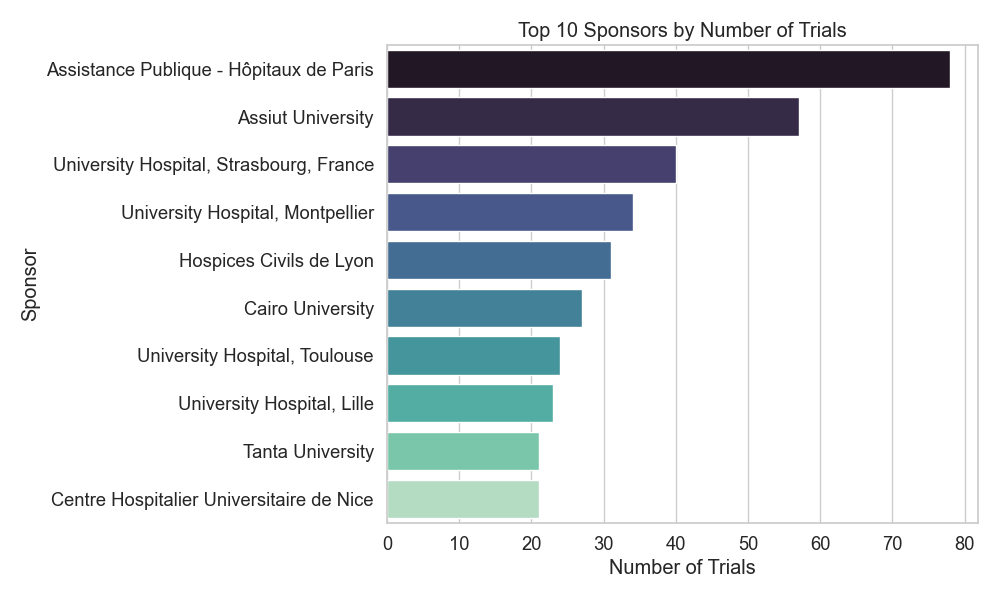 Top 10 Sponsors by Number of Trials
Sponsor
Assistance Publique - Hôpitaux de Paris
Assiut University
University Hospital, Strasbourg, France
University Hospital, Montpellier
Hospices Civils de Lyon
Cairo University
University Hospital, Toulouse
University Hospital, Lille
Tanta University
Centre Hospitalier Universitaire de Nice
0 10 20 30 40 50 60 70 80
Number of Trials